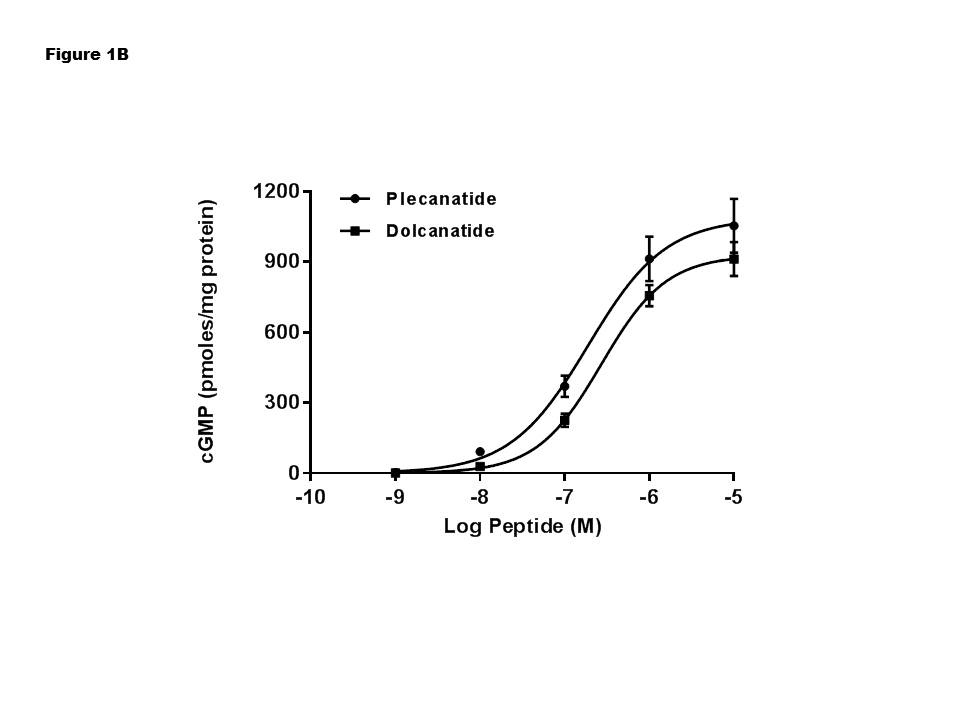 Figure 1B
Plecanatide
Dolcanatide
cGMP (pmoles/mg protein)
1200
900
600
300
0
-10 -9 -8 -7 -6 -5
Log Peptide (M)